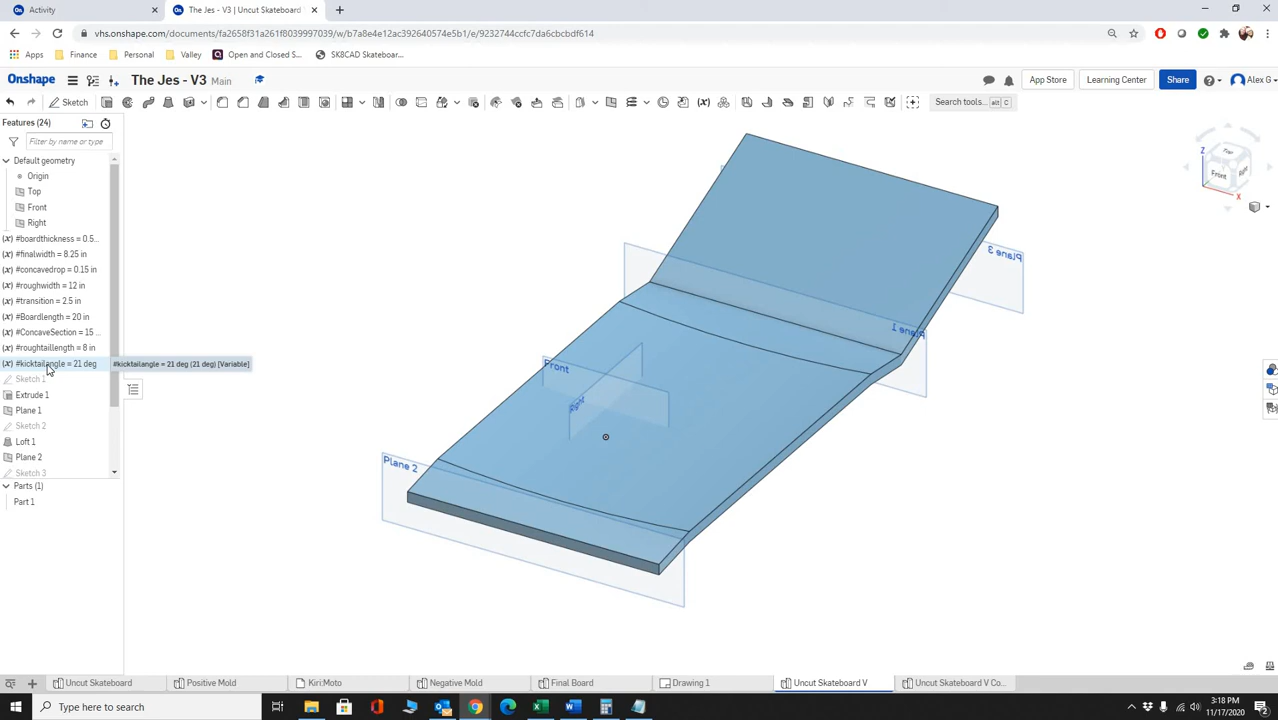 Activity
The Jes - V3 | Uncut Skateboard
vhs.onshape.com/documents/fa2658f31a261f8039997039/w/b7a8e4e12ac392640574e5b1/e/9232744ccfc7da6cbcbdf614
Apps
Finance
Personal
Valley
Open and Closed S...
SK8CAD Skateboar...
Onshape
The Jes - V3 Main
App Store
Learning Center
Share
Alex G
Sketch
Search tools... alt C
Features (24)
Filter by name or type
Default geometry
Origin
Top
Front
Right
(x) #boardthickness = 0.5...
(x) #finalwidth = 8.25 in
(x) #concavedrop = 0.15 in
(x) #roughwidth = 12 in
(x) #transition = 2.5 in
(x) #Boardlength = 20 in
(x) #ConcaveSection = 15 ...
(x) #roughtaillength = 8 in
(x) #kicktailangle = 21 deg
#kicktailangle = 21 deg (21 deg) [Variable]
Sketch 1
Extrude 1
Plane 1
Sketch 2
Loft 1
Plane 2
Sketch 3
Parts (1)
Part 1
Plane 3
Plane 1
Front
Right
Plane 2
Z
Top
Front
Right
X
Uncut Skateboard
Positive Mold
Kiri:Moto
Negative Mold
Final Board
Drawing 1
Uncut Skateboard V
Uncut Skateboard V Co...
Type here to search
3:18 PM
11/17/2020